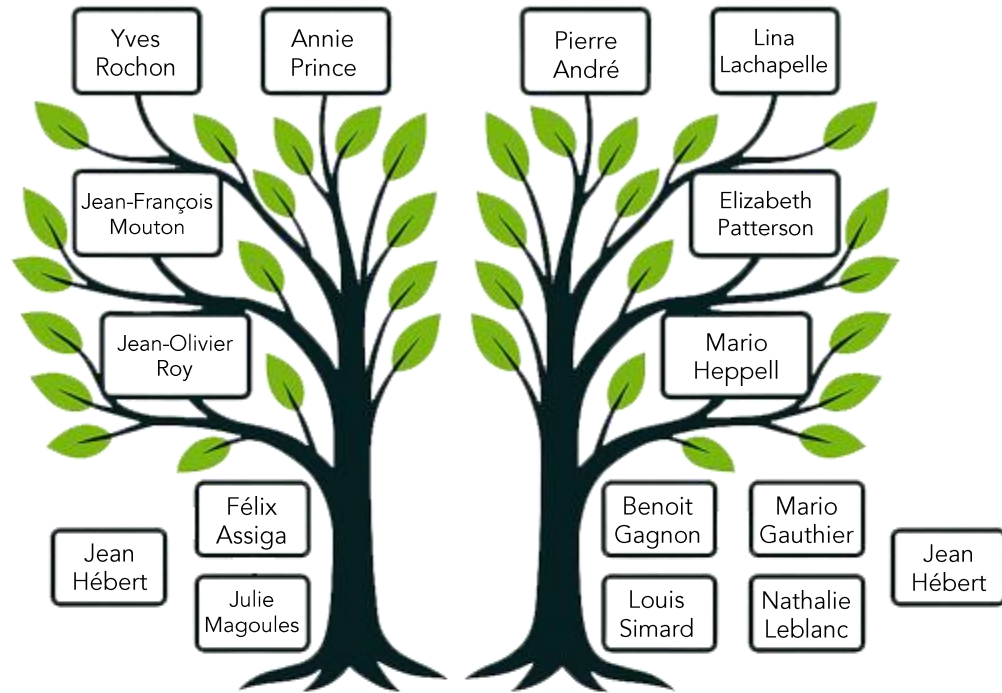 Yves
Rochon
Annie
Prince
Pierre
André
Lina
Lachapelle
Jean-François
Mouton
Elizabeth
Patterson
Jean-Olivier
Roy
Mario
Heppell
Félix
Assiga
Benoit
Gagnon
Mario
Gauthier
Jean
Hébert
Jean
Hébert
Julie
Magoules
Louis
Simard
Nathalie
Leblanc